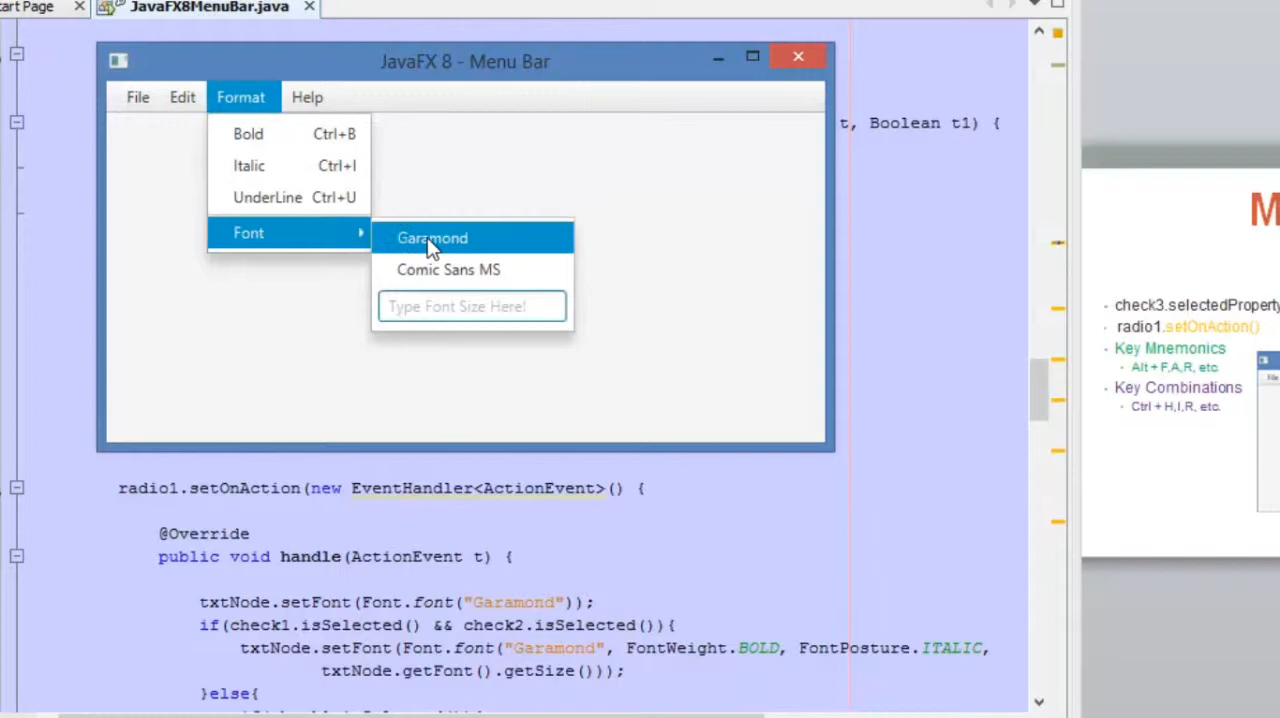 art Page
JavaFX8MenuBar.java
JavaFX 8 - Menu Bar
File Edit Format Help
Bold Ctrl+B
Italic Ctrl+I
UnderLine Ctrl+U
Font
Garamond
Comic Sans MS
Type Font Size Here!
t, Boolean t1) {
radio1.setOnAction(new EventHandler<ActionEvent>() {
@Override
public void handle(ActionEvent t) {
txtNode.setFont(Font.font("Garamond"));
if(check1.isSelected() && check2.isSelected()){
txtNode.setFont(Font.font("Garamond", FontWeight.BOLD, FontPosture.ITALIC,
txtNode.getFont().getSize()));
}else{
M
• check3.selectedProperty
• radio1.setOnAction()
• Key Mnemonics
• Alt + F,A,R, etc.
• Key Combinations
• Ctrl + H,I,R, etc.